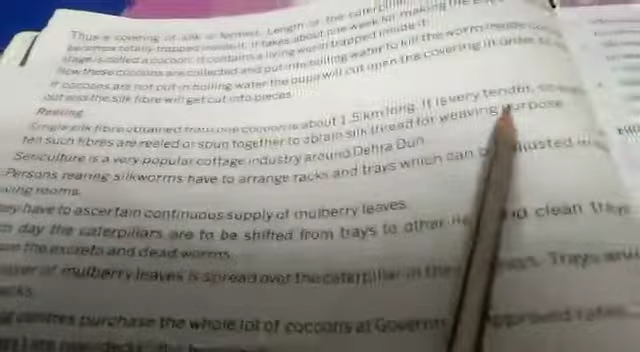 Thus a covering of silk is formed. Length of the caterpillar
becomes totally trapped inside it. It takes about one week for making the
stage is called a cocoon. It contains a living worm trapped inside it.
Now these cocoons are collected and put into boiling water to kill the worm inside
If cocoons are not put in boiling water the pupa will cut open the covering in order to
out and the silk fibre will get cut into pieces.
Reeling
Single silk fibre obtained from one cocoon is about 1.5 km long. It is very tender, so
ten such fibres are reeled or spun together to obtain silk thread for weaving purpose.
Sericulture is a very popular cottage industry around Dehra Dun.
Persons rearing silkworms have to arrange racks and trays which can be adjusted in
rooms.
They have to ascertain continuous supply of mulberry leaves.
day the caterpillars are to be shifted from trays to other clean trays
the excreta and dead worms.
layer of mulberry leaves is spread over the caterpillar in the trays. Trays
racks.
centres purchase the whole lot of cocoons at Government approved rates.